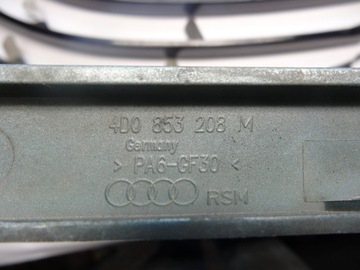 4D0 853 208 M
Germany
> PA6-GF30 <
RSM